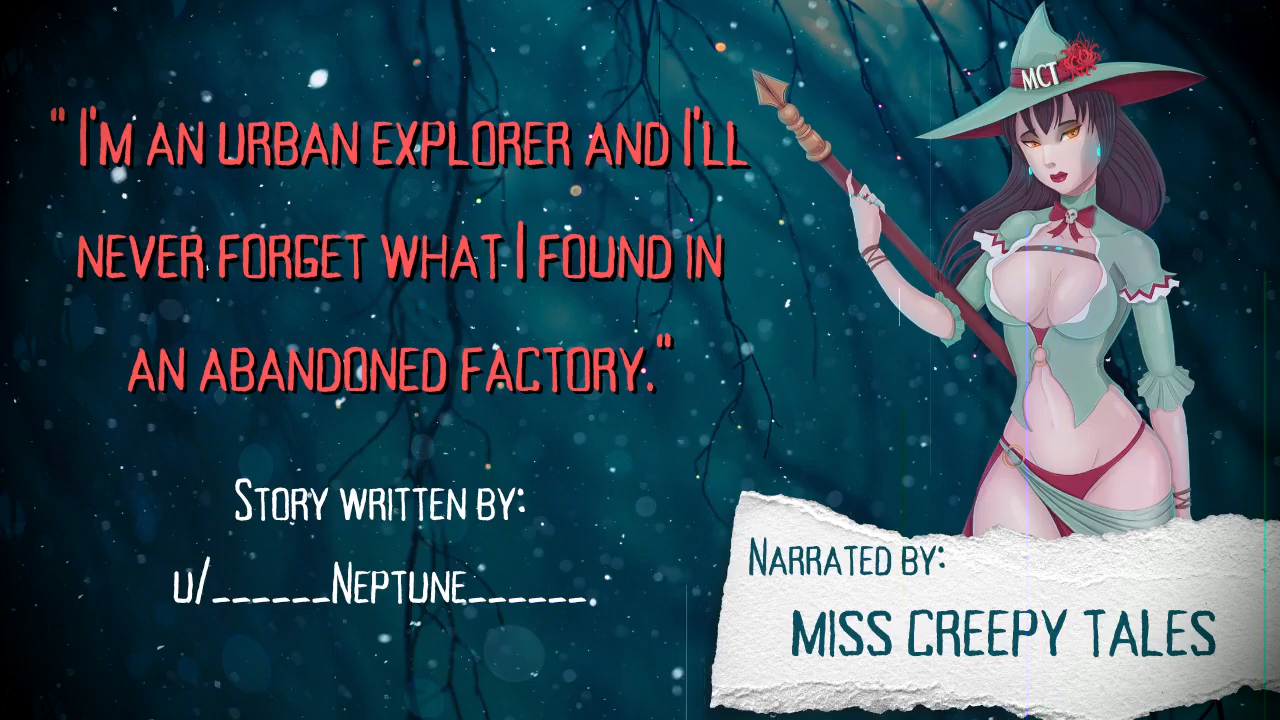 " I'm an urban explorer and I'll
never forget what I found in
an abandoned factory."
Story written by:
u/______Neptune______
MCT
Narrated by:
Miss Creepy Tales